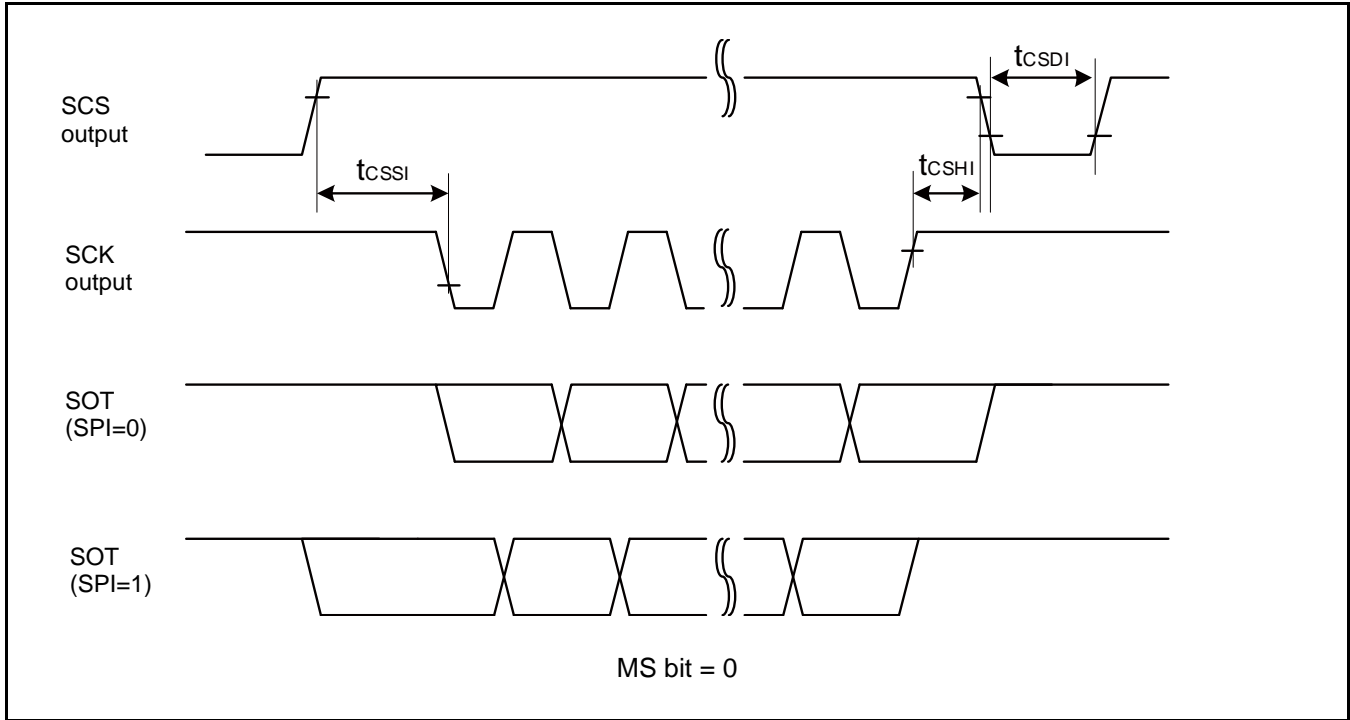 tCSDI
SCS
output
tCSSI
tCSHI
SCK
output
SOT
(SPI=0)
SOT
(SPI=1)
MS bit = 0